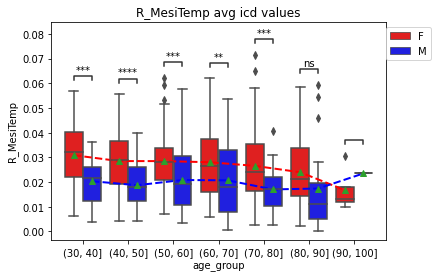 R_MesiTemp avg icd values
R_MesiTemp
0.08
0.07
0.06
0.05
0.04
0.03
0.02
0.01
0.00
***
****
***
**
***
ns
F
M
(30, 40] (40, 50] (50, 60] (60, 70] (70, 80] (80, 90] (90, 100]
age_group